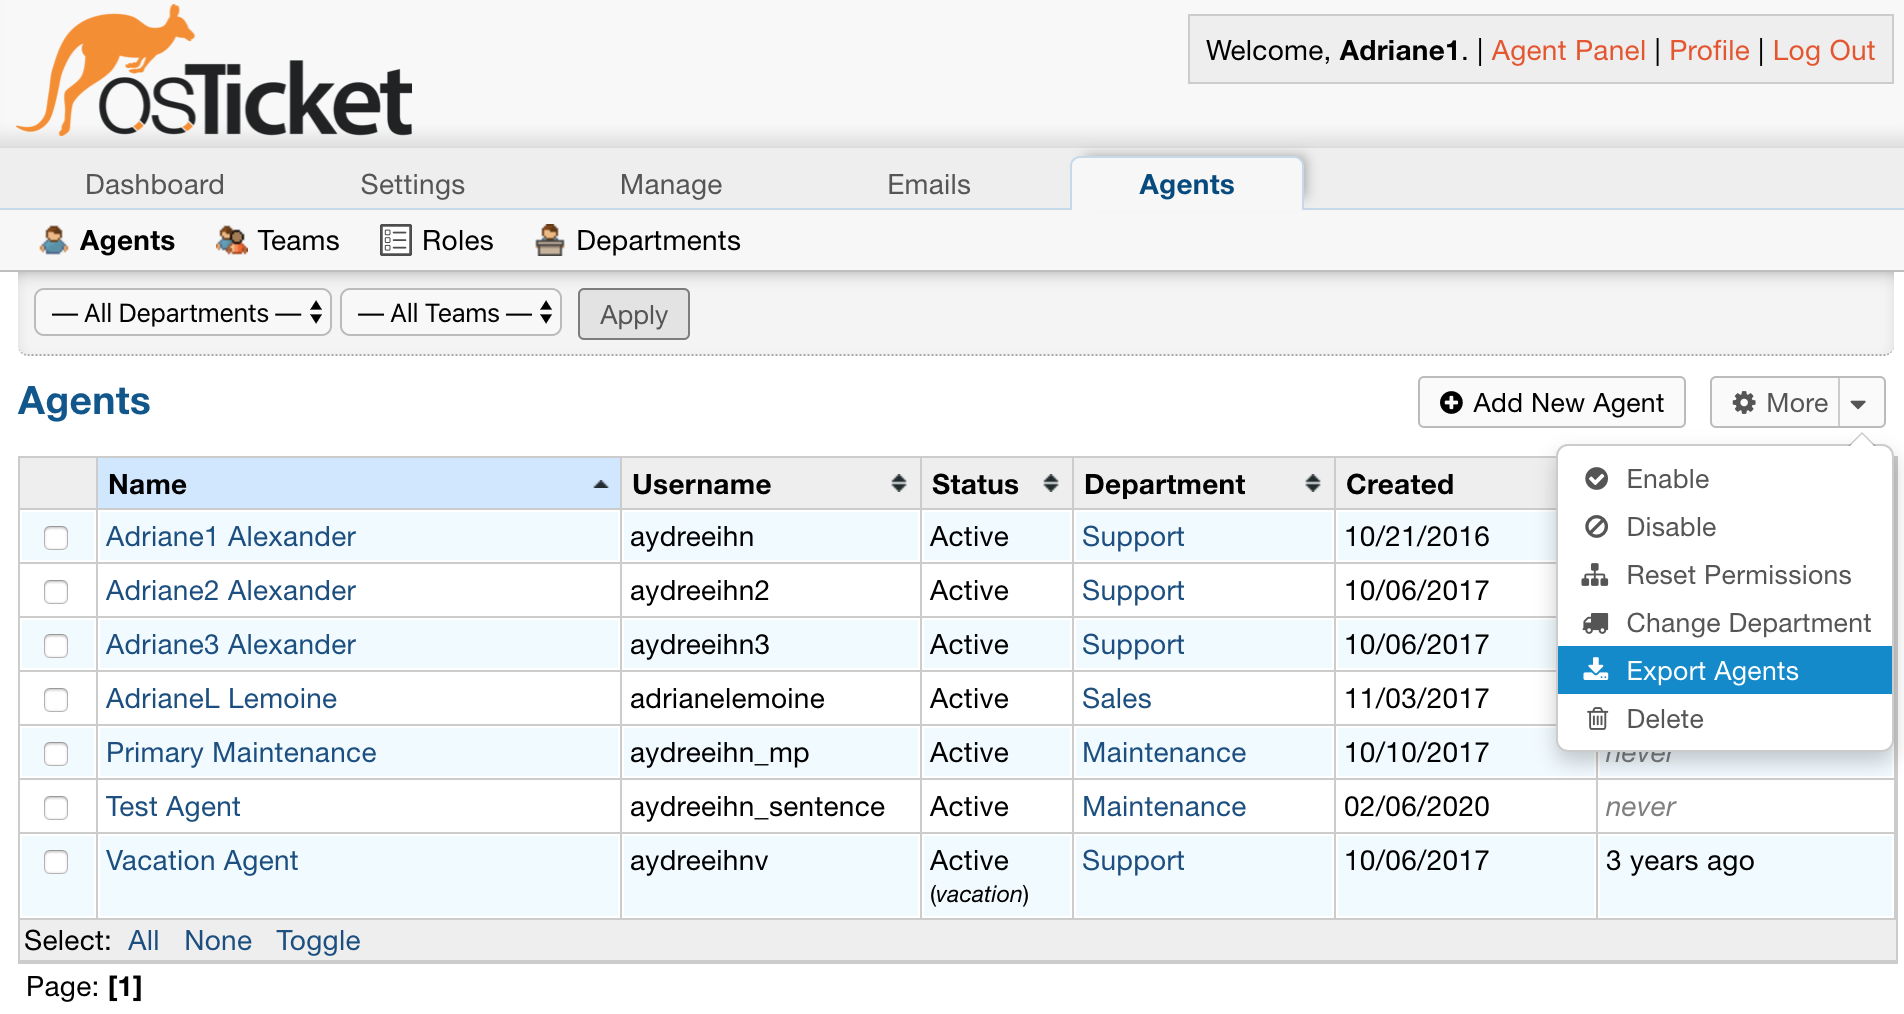 osTicket
Welcome, Adriane1. | Agent Panel | Profile | Log Out
Dashboard Settings Manage Emails Agents
Agents Teams Roles Departments
— All Departments — — All Teams — Apply
Agents
Add New Agent More
Name Username Status Department Created
Enable
Disable
Reset Permissions
Change Department
Export Agents
Delete
Adriane1 Alexander aydreeihn Active Support 10/21/2016
Adriane2 Alexander aydreeihn2 Active Support 10/06/2017
Adriane3 Alexander aydreeihn3 Active Support 10/06/2017
AdrianeL Lemoine adrianelemoine Active Sales 11/03/2017
Primary Maintenance aydreeihn_mp Active Maintenance 10/10/2017 never
Test Agent aydreeihn_sentence Active Maintenance 02/06/2020 never
Vacation Agent aydreeihnv Active Support 10/06/2017 3 years ago
(vacation)
Select: All None Toggle
Page: [1]